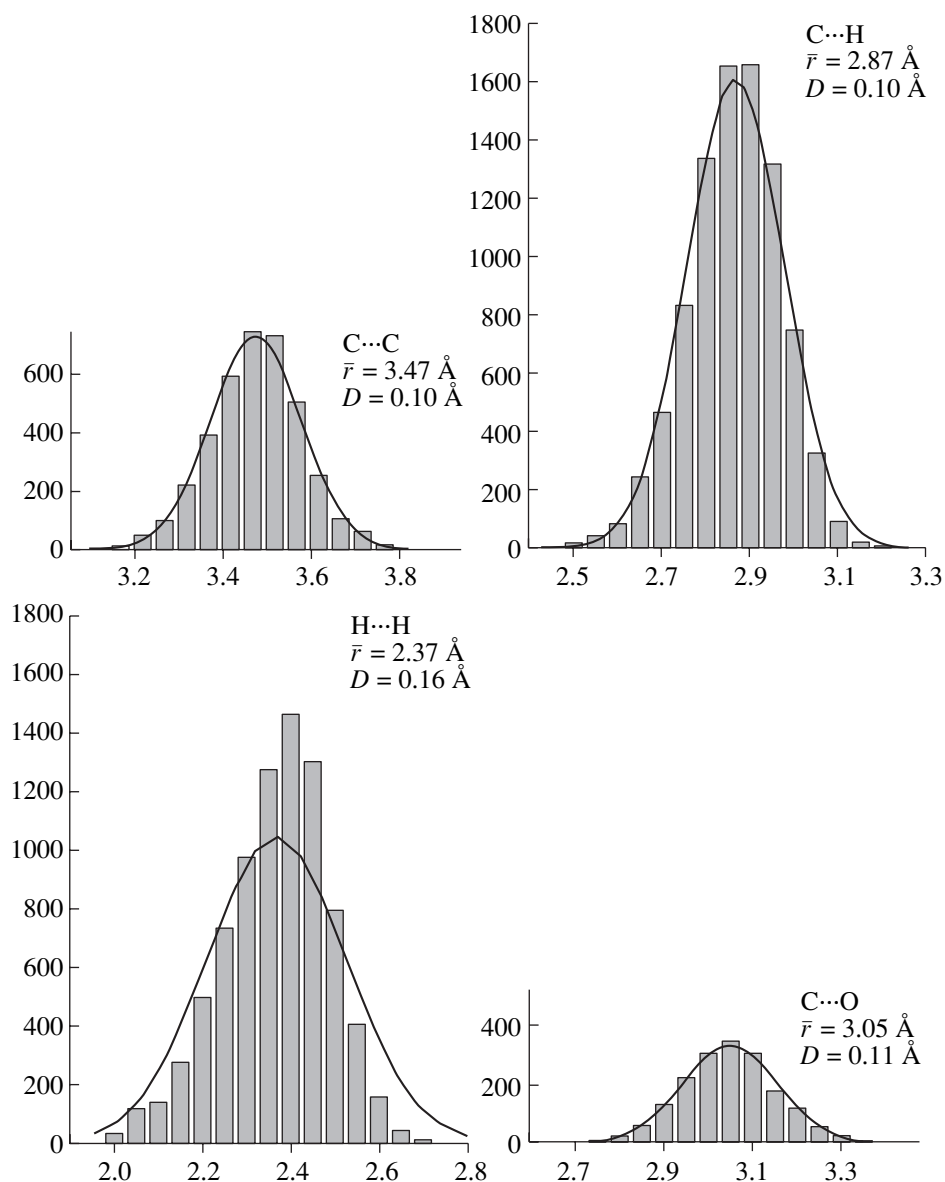 1800
1600
1400
1200
1000
800
600
400
200
0
2.5 2.7 2.9 3.1 3.3
C···H
r̄ = 2.87 Å
D = 0.10 Å
600
400
200
0
3.2 3.4 3.6 3.8
C···C
r̄ = 3.47 Å
D = 0.10 Å
1800
1600
1400
1200
1000
800
600
400
200
0
2.0 2.2 2.4 2.6 2.8
H···H
r̄ = 2.37 Å
D = 0.16 Å
400
200
0
2.7 2.9 3.1 3.3
C···O
r̄ = 3.05 Å
D = 0.11 Å